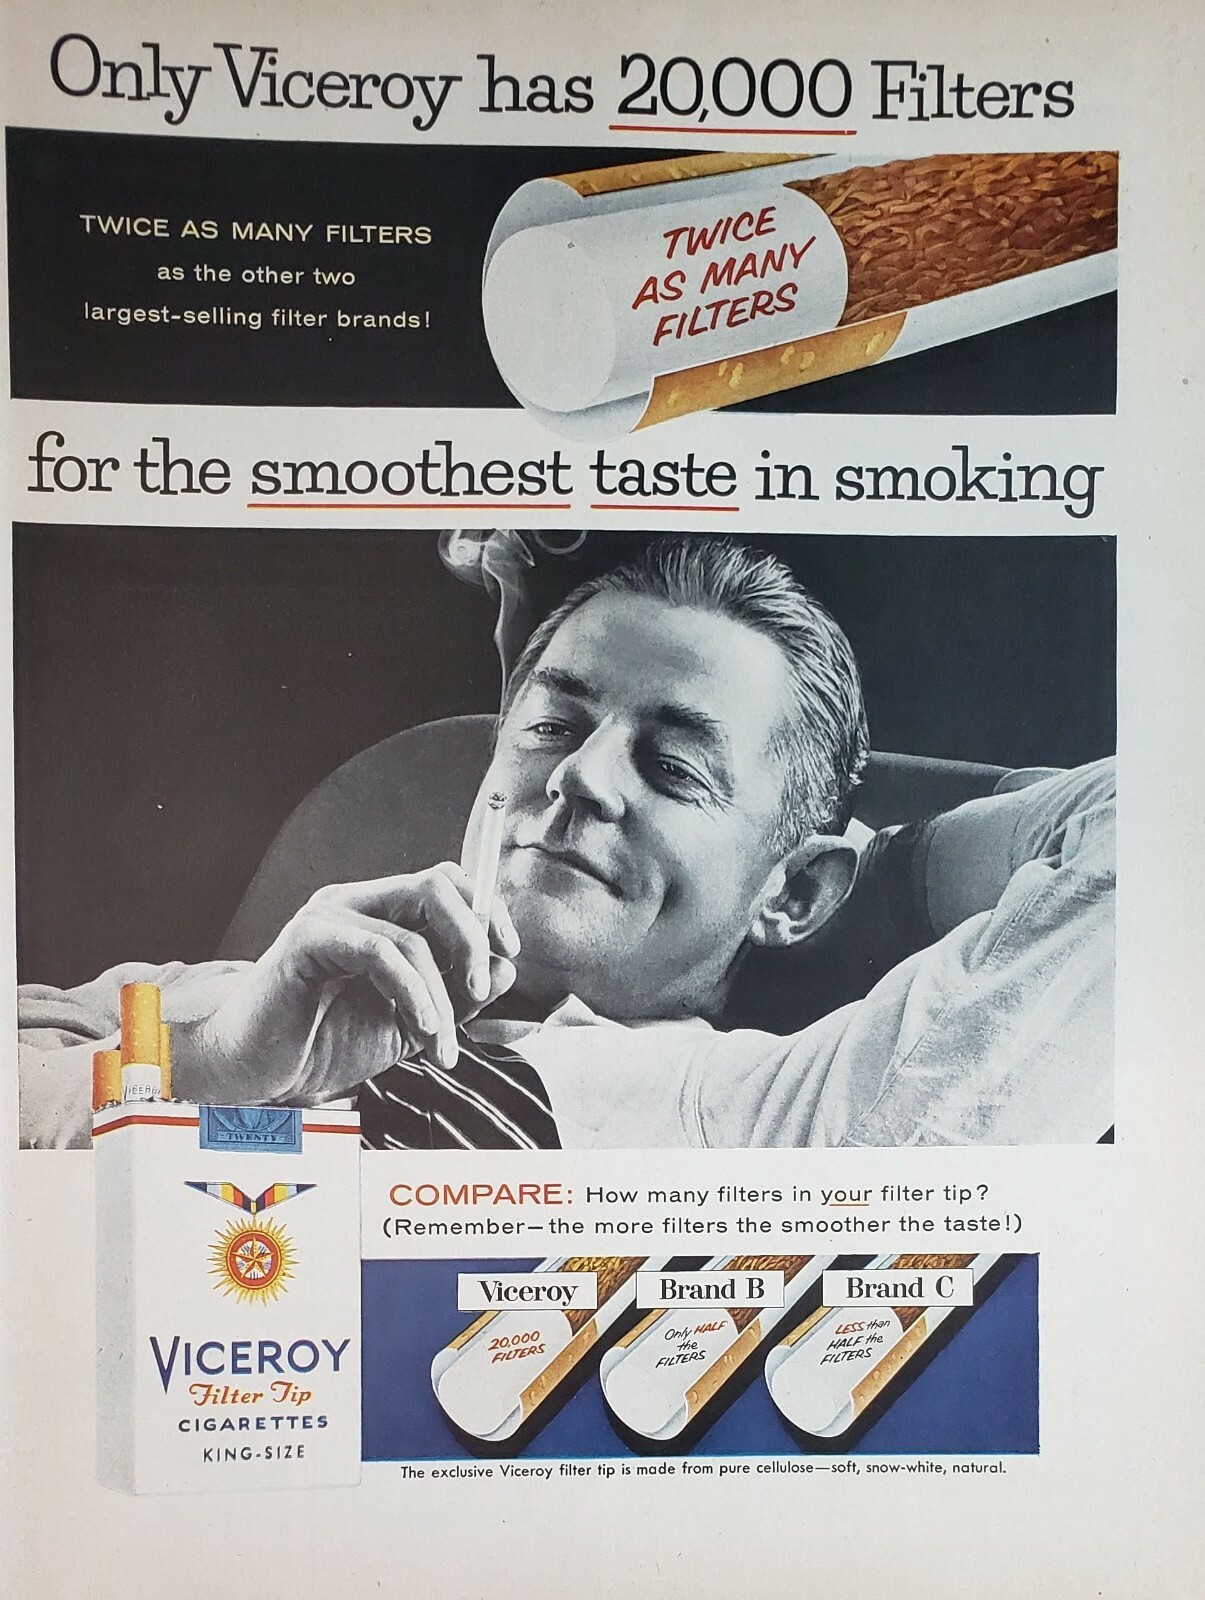 Only Viceroy has 20,000 Filters
TWICE AS MANY FILTERS
as the other two
largest-selling filter brands!
TWICE
AS MANY
FILTERS
for the smoothest taste in smoking
VICEROY
TWENTY
VICEROY
Filter Tip
CIGARETTES
KING-SIZE
COMPARE: How many filters in your filter tip?
(Remember—the more filters the smoother the taste!)
Viceroy
20,000
FILTERS
Brand B
Only HALF
the
FILTERS
Brand C
LESS than
HALF the
FILTERS
The exclusive Viceroy filter tip is made from pure cellulose—soft, snow-white, natural.